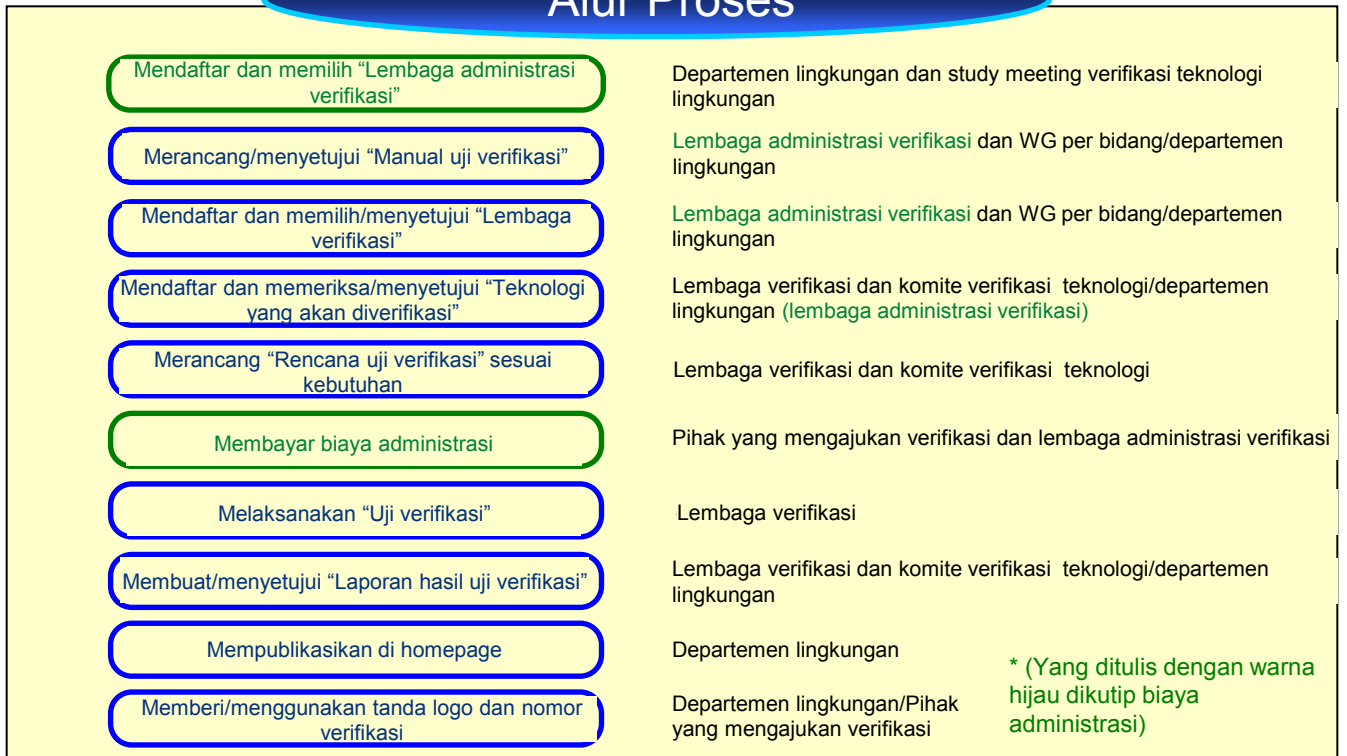 Alur Proses
Mendaftar dan memilih “Lembaga administrasi
verifikasi”
Departemen lingkungan dan study meeting verifikasi teknologi
lingkungan
Merancang/menyetujui “Manual uji verifikasi”
Lembaga administrasi verifikasi dan WG per bidang/departemen
lingkungan
Mendaftar dan memilih/menyetujui “Lembaga
verifikasi”
Lembaga administrasi verifikasi dan WG per bidang/departemen
lingkungan
Mendaftar dan memeriksa/menyetujui “Teknologi
yang akan diverifikasi”
Lembaga verifikasi dan komite verifikasi teknologi/departemen
lingkungan (lembaga administrasi verifikasi)
Merancang “Rencana uji verifikasi” sesuai
kebutuhan
Lembaga verifikasi dan komite verifikasi teknologi
Membayar biaya administrasi
Pihak yang mengajukan verifikasi dan lembaga administrasi verifikasi
Melaksanakan “Uji verifikasi”
Lembaga verifikasi
Membuat/menyetujui “Laporan hasil uji verifikasi”
Lembaga verifikasi dan komite verifikasi teknologi/departemen
lingkungan
Mempublikasikan di homepage
Departemen lingkungan
Memberi/menggunakan tanda logo dan nomor
verifikasi
Departemen lingkungan/Pihak
yang mengajukan verifikasi
* (Yang ditulis dengan warna
hijau dikutip biaya
administrasi)